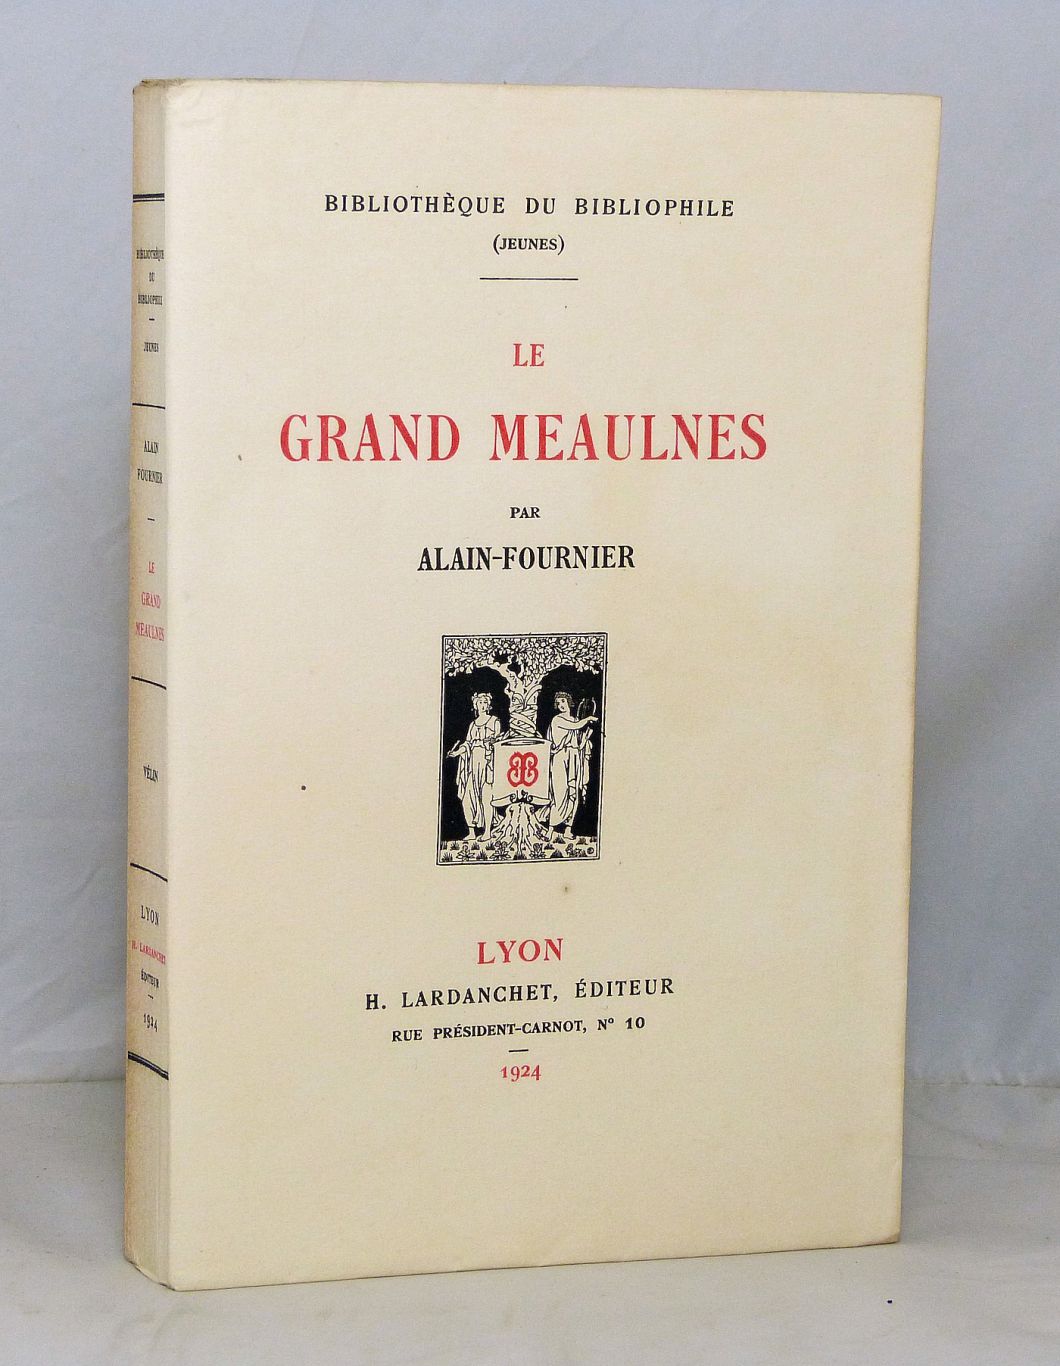 BIBLIOTHÈQUE DU BIBLIOPHILE
(JEUNES)
LE
GRAND MEAULNES
PAR
ALAIN-FOURNIER
LYON
H. LARDANCHET, ÉDITEUR
RUE PRÉSIDENT-CARNOT, Nº 10
1924
BIBLIOTHÈQUE
DU
BIBLIOPHILE
JEUNES
ALAIN
FOURNIER
LE
GRAND
MEAULNES
VÉLIN
LYON
H. LARDANCHET
ÉDITEUR
1924